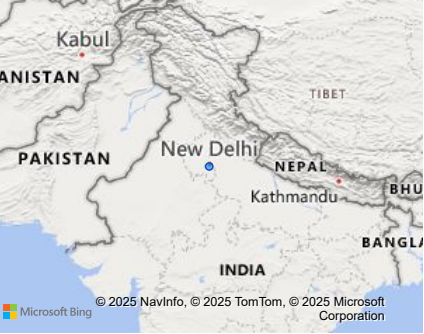 Kabul
ANISTAN
TIBET
New Delhi
PAKISTAN
NEPAL
BHU
Kathmandu
BANGLA
INDIA
© 2025 NavInfo, © 2025 TomTom, © 2025 Microsoft
Corporation
Microsoft Bing